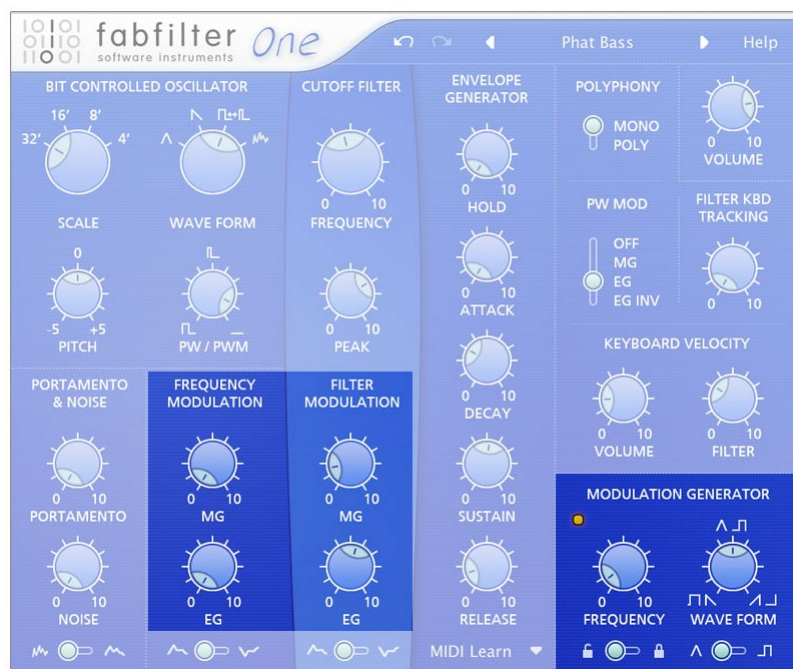 fabfilter One
software instruments
Phat Bass
Help
BIT CONTROLLED OSCILLATOR
32' 16' 8' 4'
SCALE
WAVE FORM
0
-5 +5
PITCH
PW / PWM
CUTOFF FILTER
0 10
FREQUENCY
0 10
PEAK
ENVELOPE
GENERATOR
0 10
HOLD
0 10
ATTACK
0 10
DECAY
0 10
SUSTAIN
0 10
RELEASE
POLYPHONY
MONO
POLY
0 10
VOLUME
PW MOD
OFF
MG
EG
EG INV
FILTER KBD
TRACKING
0 10
KEYBOARD VELOCITY
0 10
VOLUME
0 10
FILTER
PORTAMENTO
& NOISE
0 10
PORTAMENTO
0 10
NOISE
FREQUENCY
MODULATION
0 10
MG
0 10
EG
FILTER
MODULATION
0 10
MG
0 10
EG
MODULATION GENERATOR
0 10
FREQUENCY
WAVE FORM
MIDI Learn